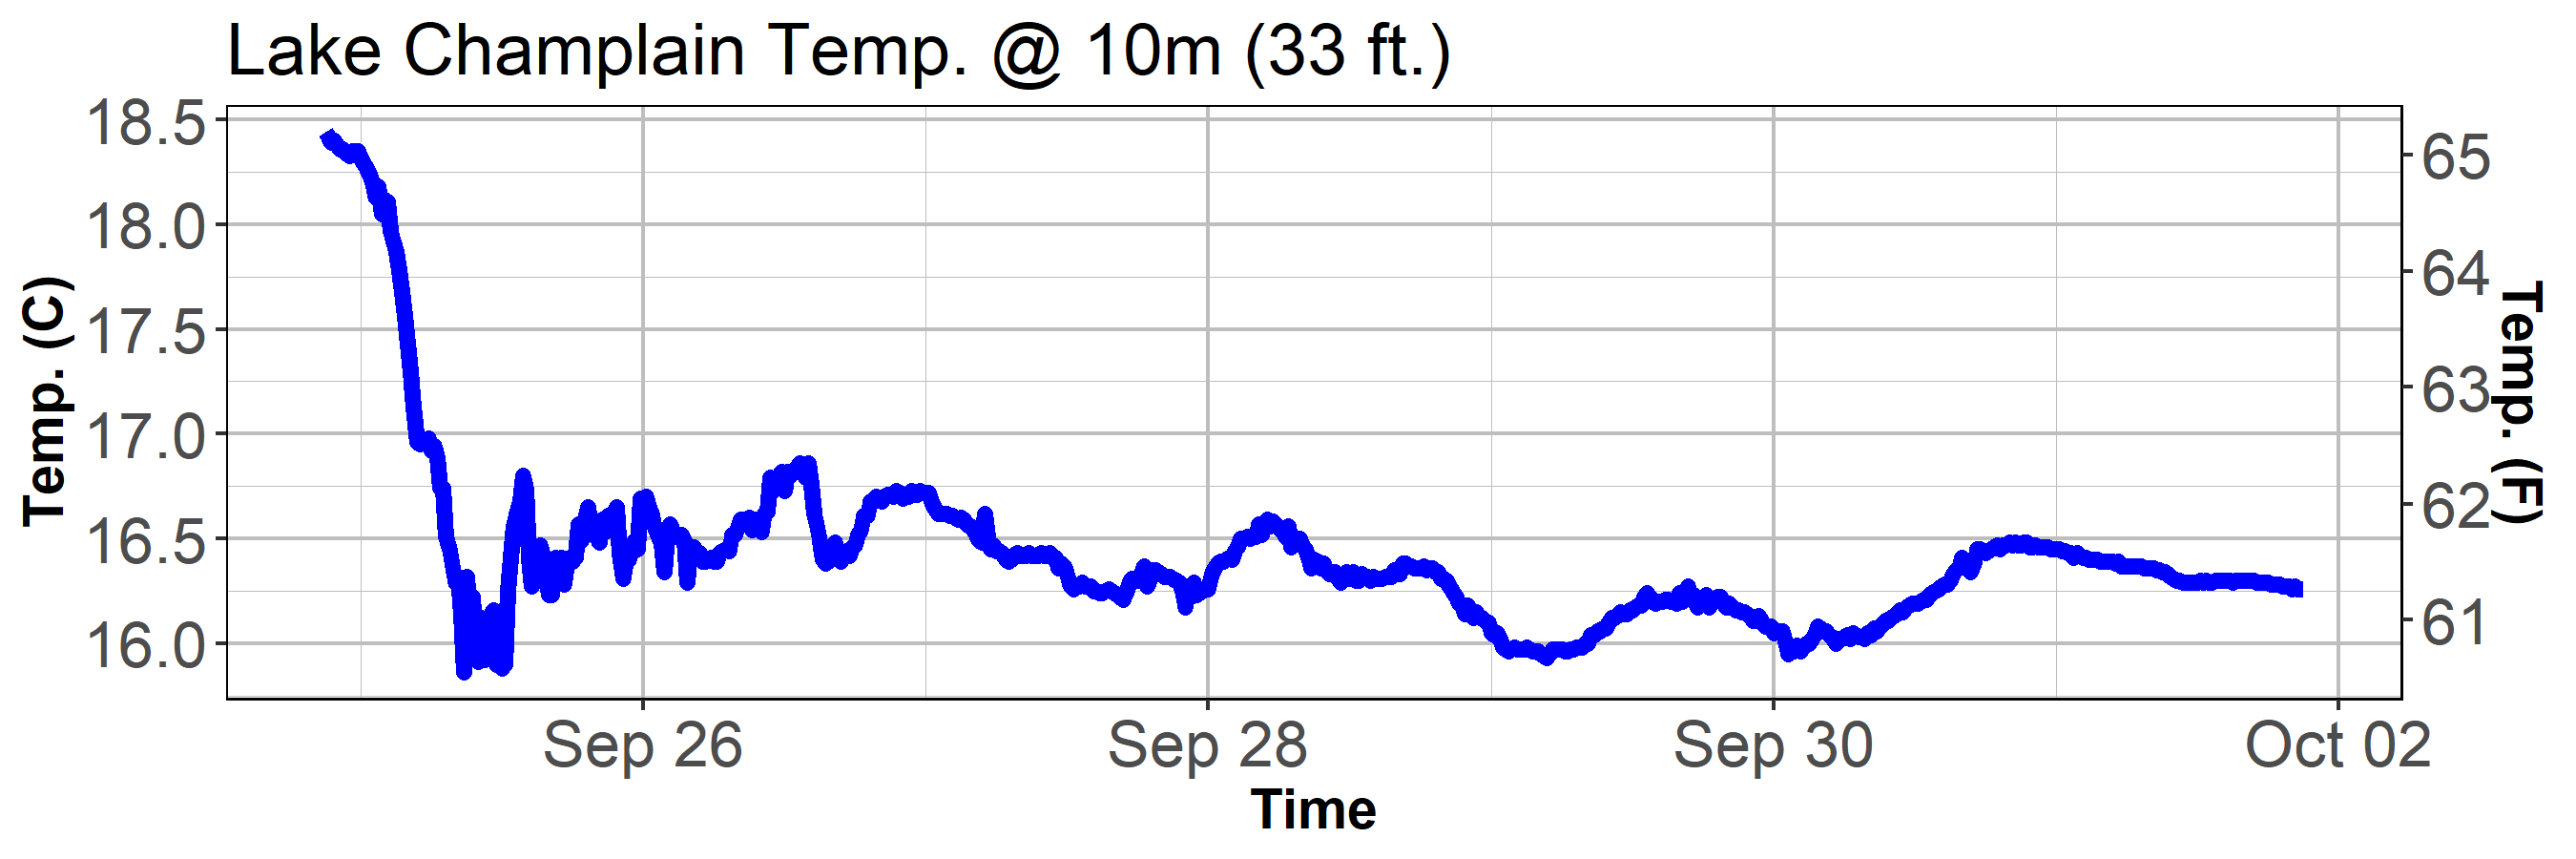 Lake Champlain Temp. @ 10m (33 ft.)
Temp. (C)
18.5
18.0
17.5
17.0
16.5
16.0
65
64
63
62
61
Temp. (F)
Sep 26 Sep 28 Sep 30 Oct 02
Time